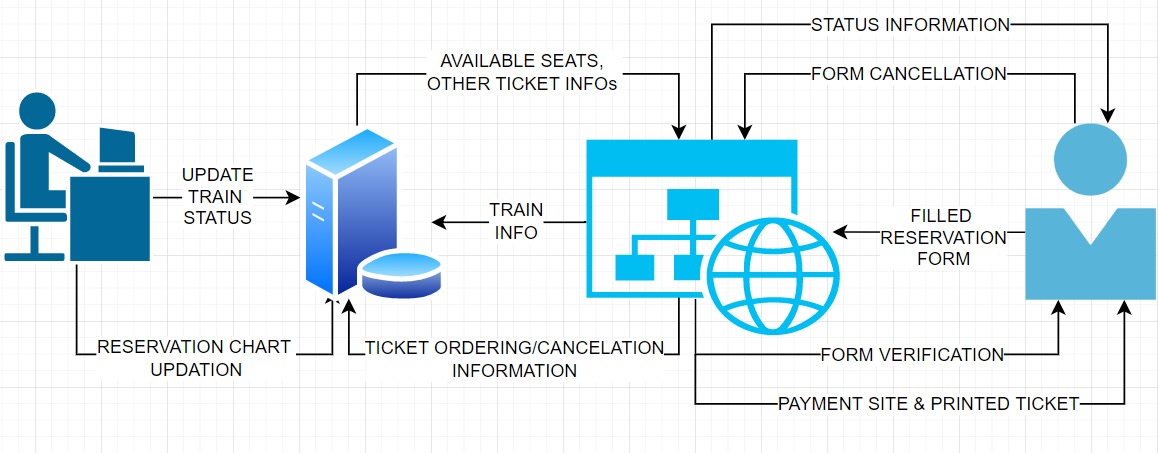 STATUS INFORMATION
AVAILABLE SEATS,
OTHER TICKET INFOs
FORM CANCELLATION
UPDATE
TRAIN
STATUS
TRAIN
INFO
FILLED
RESERVATION
FORM
RESERVATION CHART
UPDATION
TICKET ORDERING/CANCELATION
INFORMATION
FORM VERIFICATION
PAYMENT SITE & PRINTED TICKET